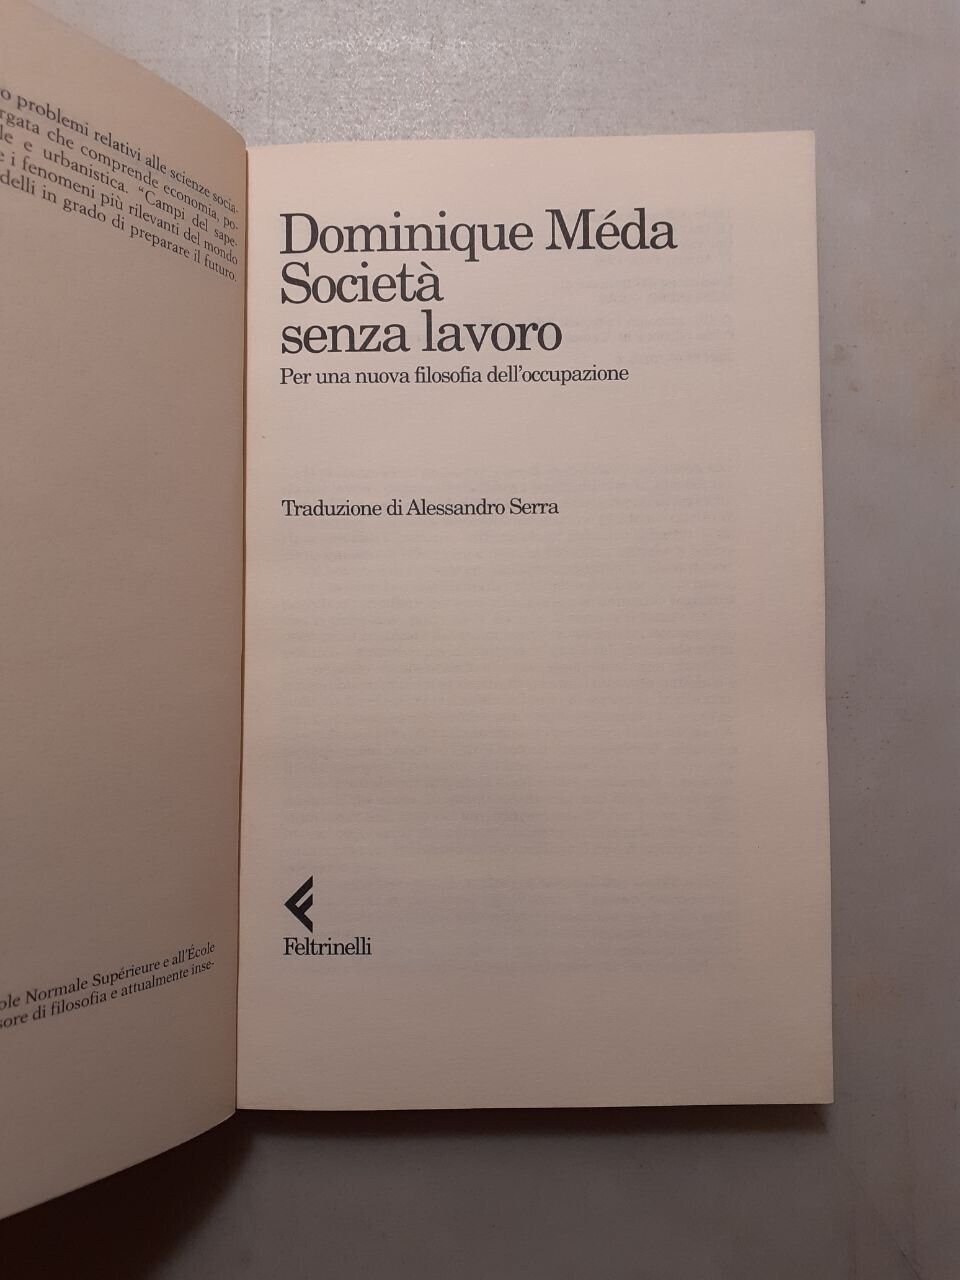 o problemi relativi alle scienze socia-
rgata che comprende economia, po-
le e urbanistica. "Campi del sape-
e i fenomeni più rilevanti del mondo
delli in grado di preparare il futuro.
ole Normale Supérieure e all'École
sore di filosofia e attualmente inse-
Dominique Méda
Società
senza lavoro
Per una nuova filosofia dell'occupazione
Traduzione di Alessandro Serra
Feltrinelli